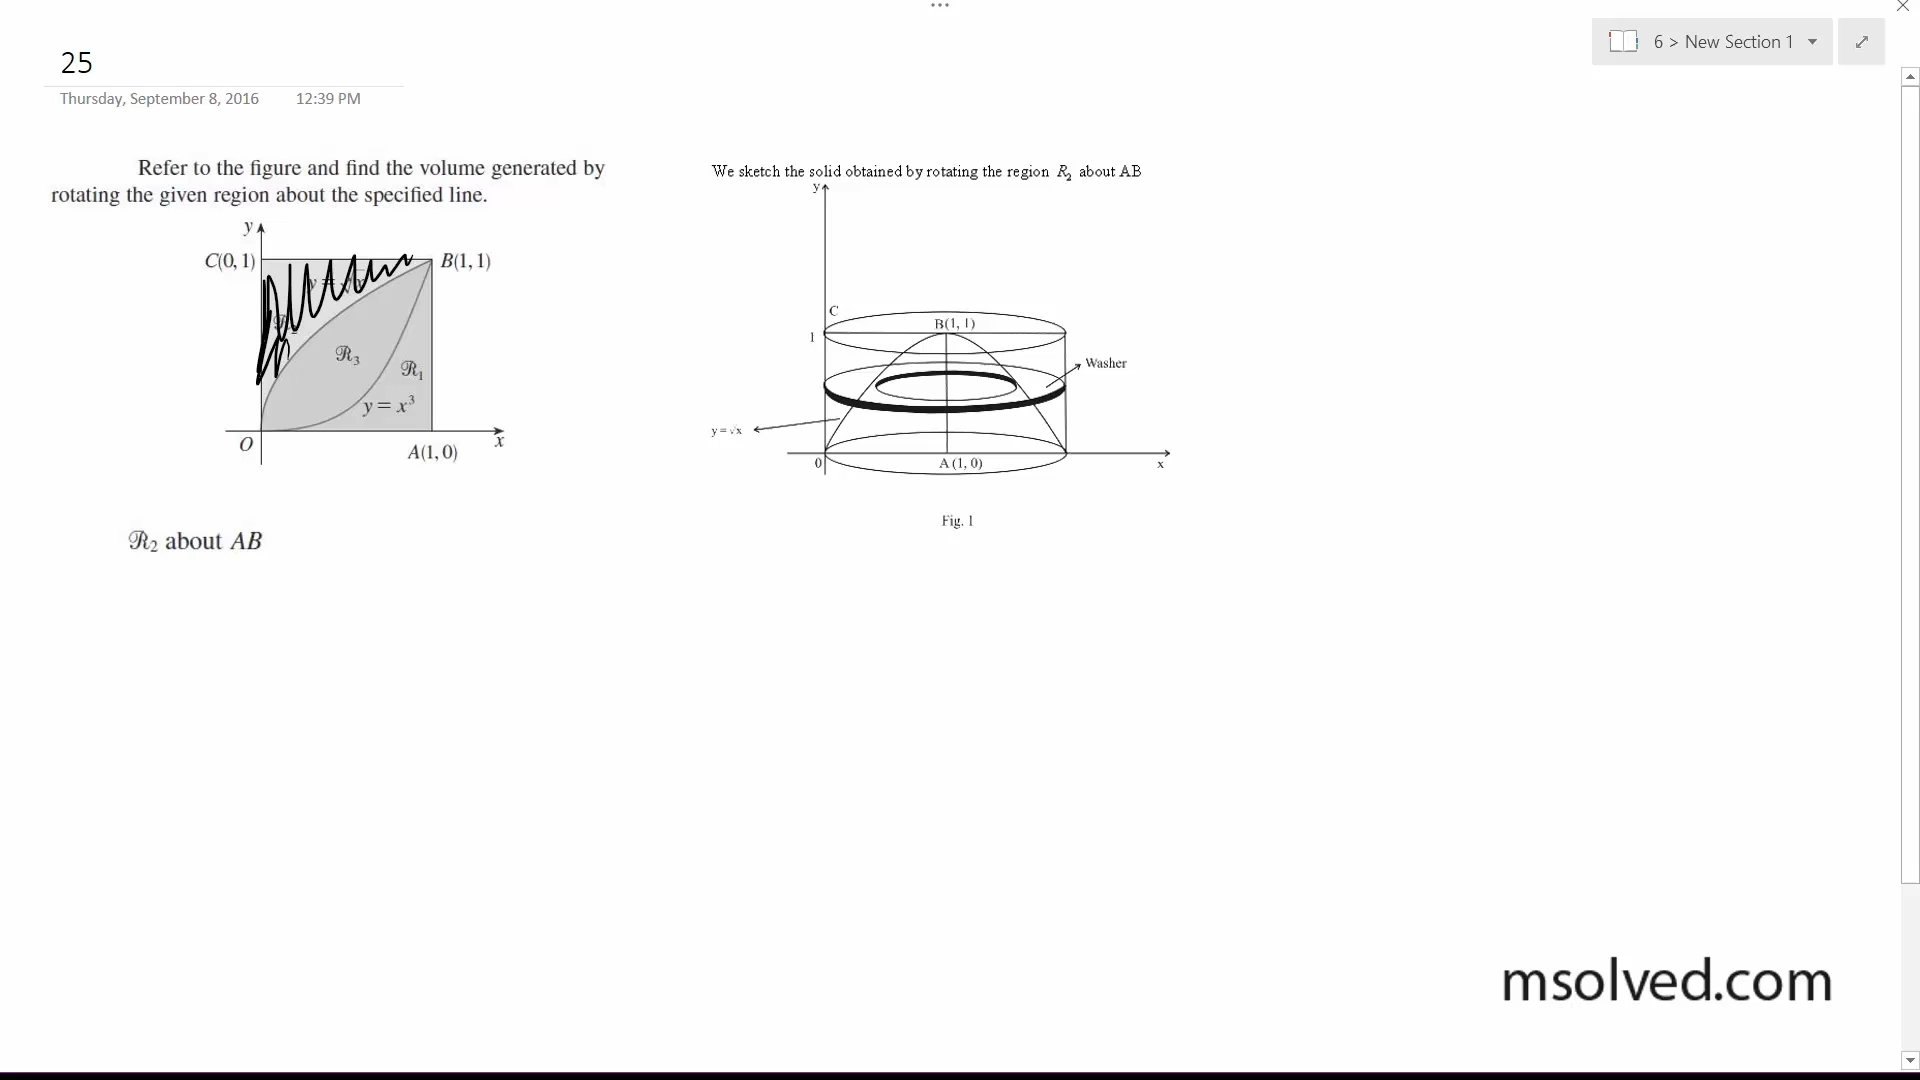 6 > New Section 1
25
Thursday, September 8, 2016 12:39 PM
Refer to the figure and find the volume generated by
rotating the given region about the specified line.
y
C(0, 1)
B(1, 1)
y = √x
ℛ3
ℛ1
y = x³
O
A(1, 0)
x
ℛ2 about AB
We sketch the solid obtained by rotating the region R2 about AB
y
C
B(1, 1)
1
Washer
y = √x
0
A (1, 0)
x
Fig. 1
msolved.com